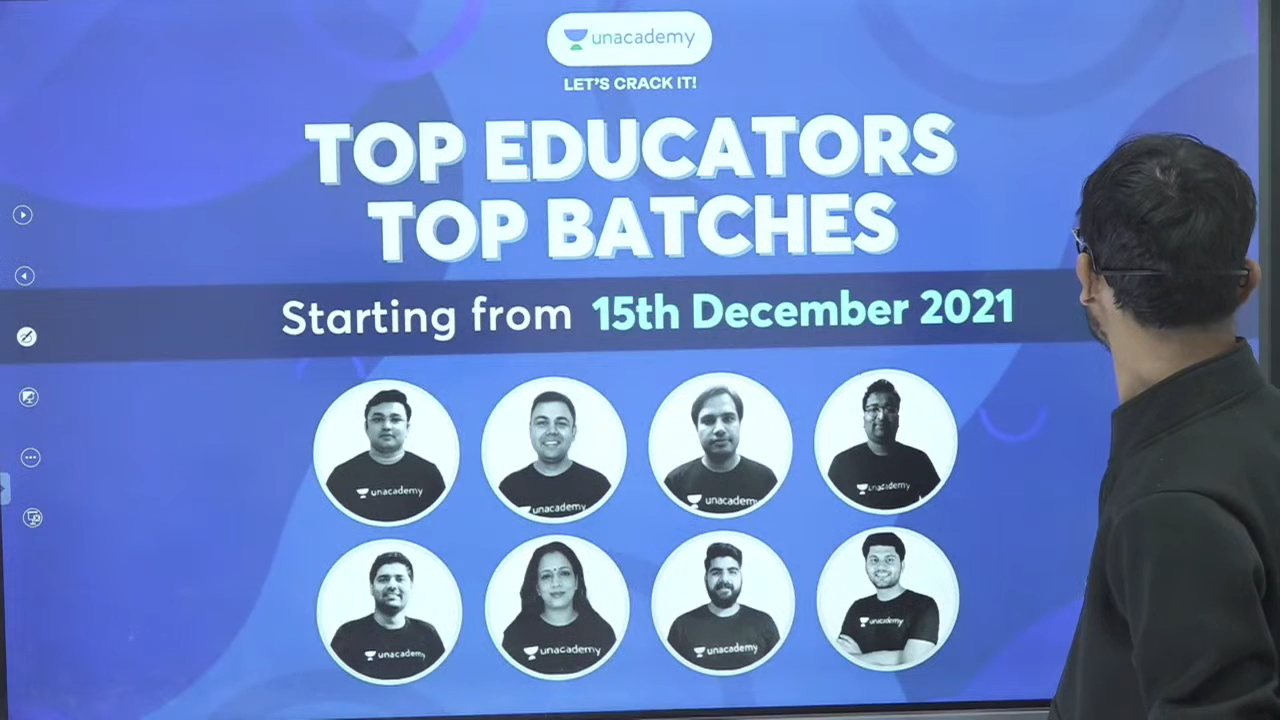 unacademy
LET'S CRACK IT!
TOP EDUCATORS
TOP BATCHES
Starting from 15th December 2021
unacademy
unacademy
unacademy
unacademy
unacademy
unacademy
unacademy
unacademy